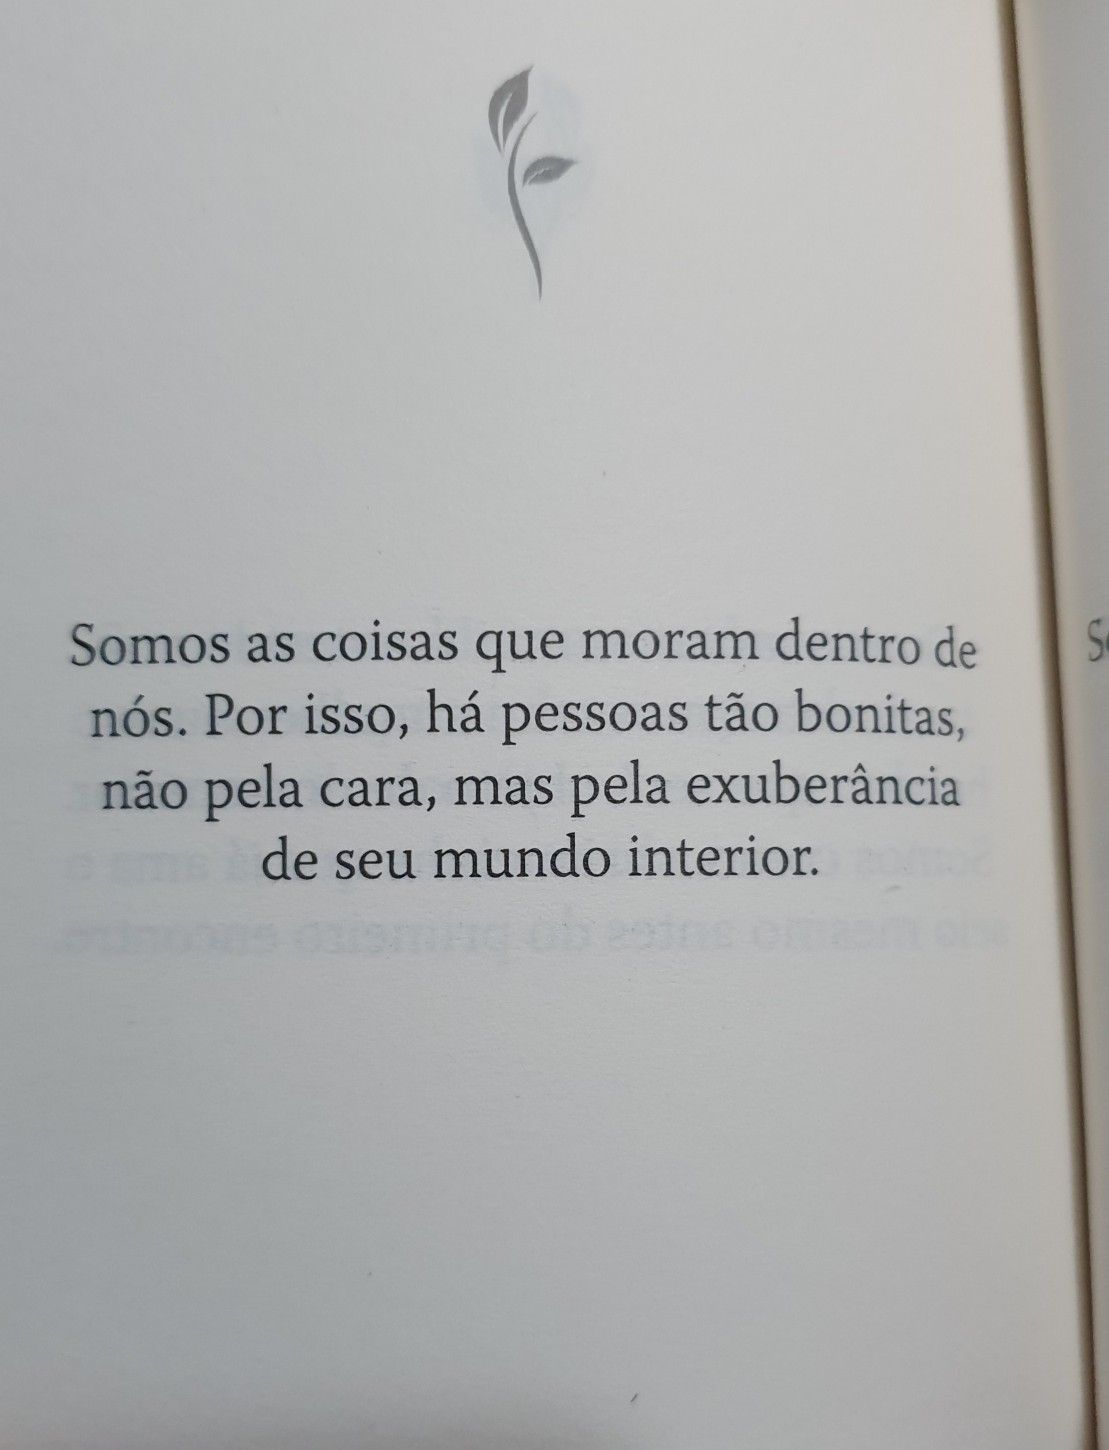 Somos as coisas que moram dentro de
nós. Por isso, há pessoas tão bonitas,
não pela cara, mas pela exuberância
de seu mundo interior.